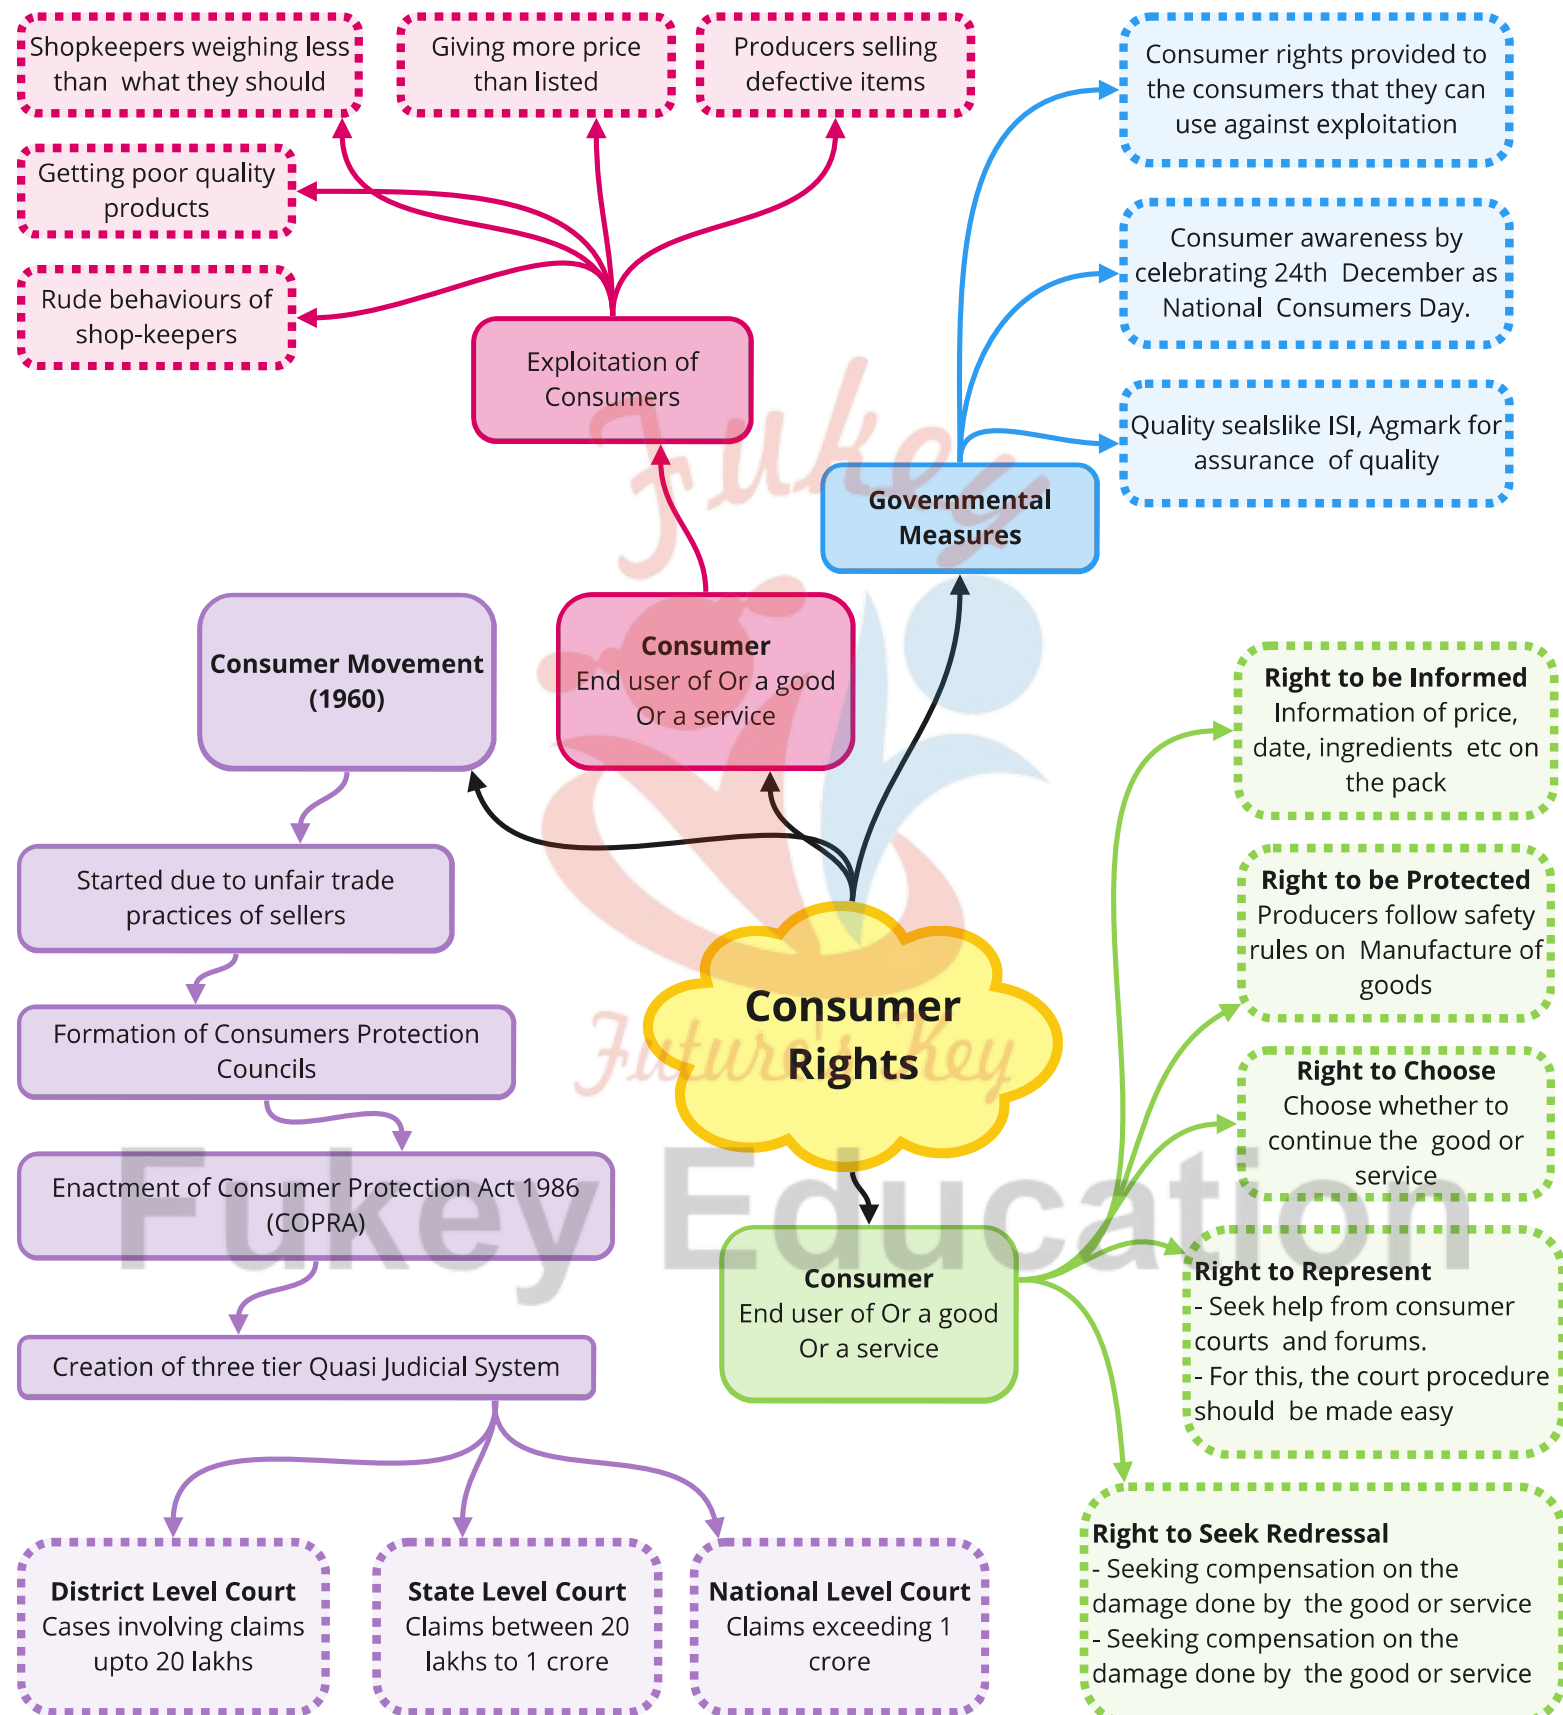 Shopkeepers weighing less
than what they should
Giving more price
than listed
Producers selling
defective items
Getting poor quality
products
Rude behaviours of
shop-keepers
Exploitation of
Consumers
Consumer rights provided to
the consumers that they can
use against exploitation
Consumer awareness by
celebrating 24th December as
National Consumers Day.
Quality sealslike ISI, Agmark for
assurance of quality
Governmental
Measures
Consumer
End user of Or a good
Or a service
Consumer Movement
(1960)
Started due to unfair trade
practices of sellers
Formation of Consumers Protection
Councils
Enactment of Consumer Protection Act 1986
(COPRA)
Creation of three tier Quasi Judicial System
District Level Court
Cases involving claims
upto 20 lakhs
State Level Court
Claims between 20
lakhs to 1 crore
National Level Court
Claims exceeding 1
crore
Consumer
Rights
Consumer
End user of Or a good
Or a service
Right to be Informed
Information of price,
date, ingredients etc on
the pack
Right to be Protected
Producers follow safety
rules on Manufacture of
goods
Right to Choose
Choose whether to
continue the good or
service
Right to Represent
- Seek help from consumer
courts and forums.
- For this, the court procedure
should be made easy
Right to Seek Redressal
- Seeking compensation on the
damage done by the good or service
- Seeking compensation on the
damage done by the good or service
Fukey
Future's Key
Fukey Education